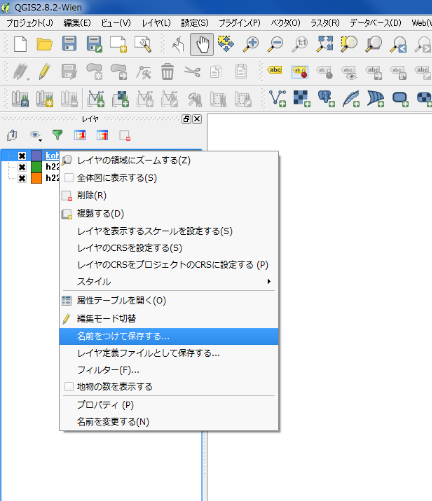 QGIS2.8.2-Wien
プロジェクト(J) 編集(E) ビュー(V) レイヤ(L) 設定(S) プラグイン(P) ベクタ(O) ラスタ(R) データベース(D) Web(
abc abc abc abc
レイヤ
レイヤの領域にズームする(Z)
全体図に表示する(S)
h22
削除(R)
h22
複製する(D)
レイヤを表示するスケールを設定する(S)
レイヤのCRSを設定する(S)
レイヤのCRSをプロジェクトのCRSに設定する (P)
スタイル
属性テーブルを開く(O)
編集モード切替
名前をつけて保存する...
レイヤ定義ファイルとして保存する...
フィルター(F)...
地物の数を表示する
プロパティ (P)
名前を変更する(N)